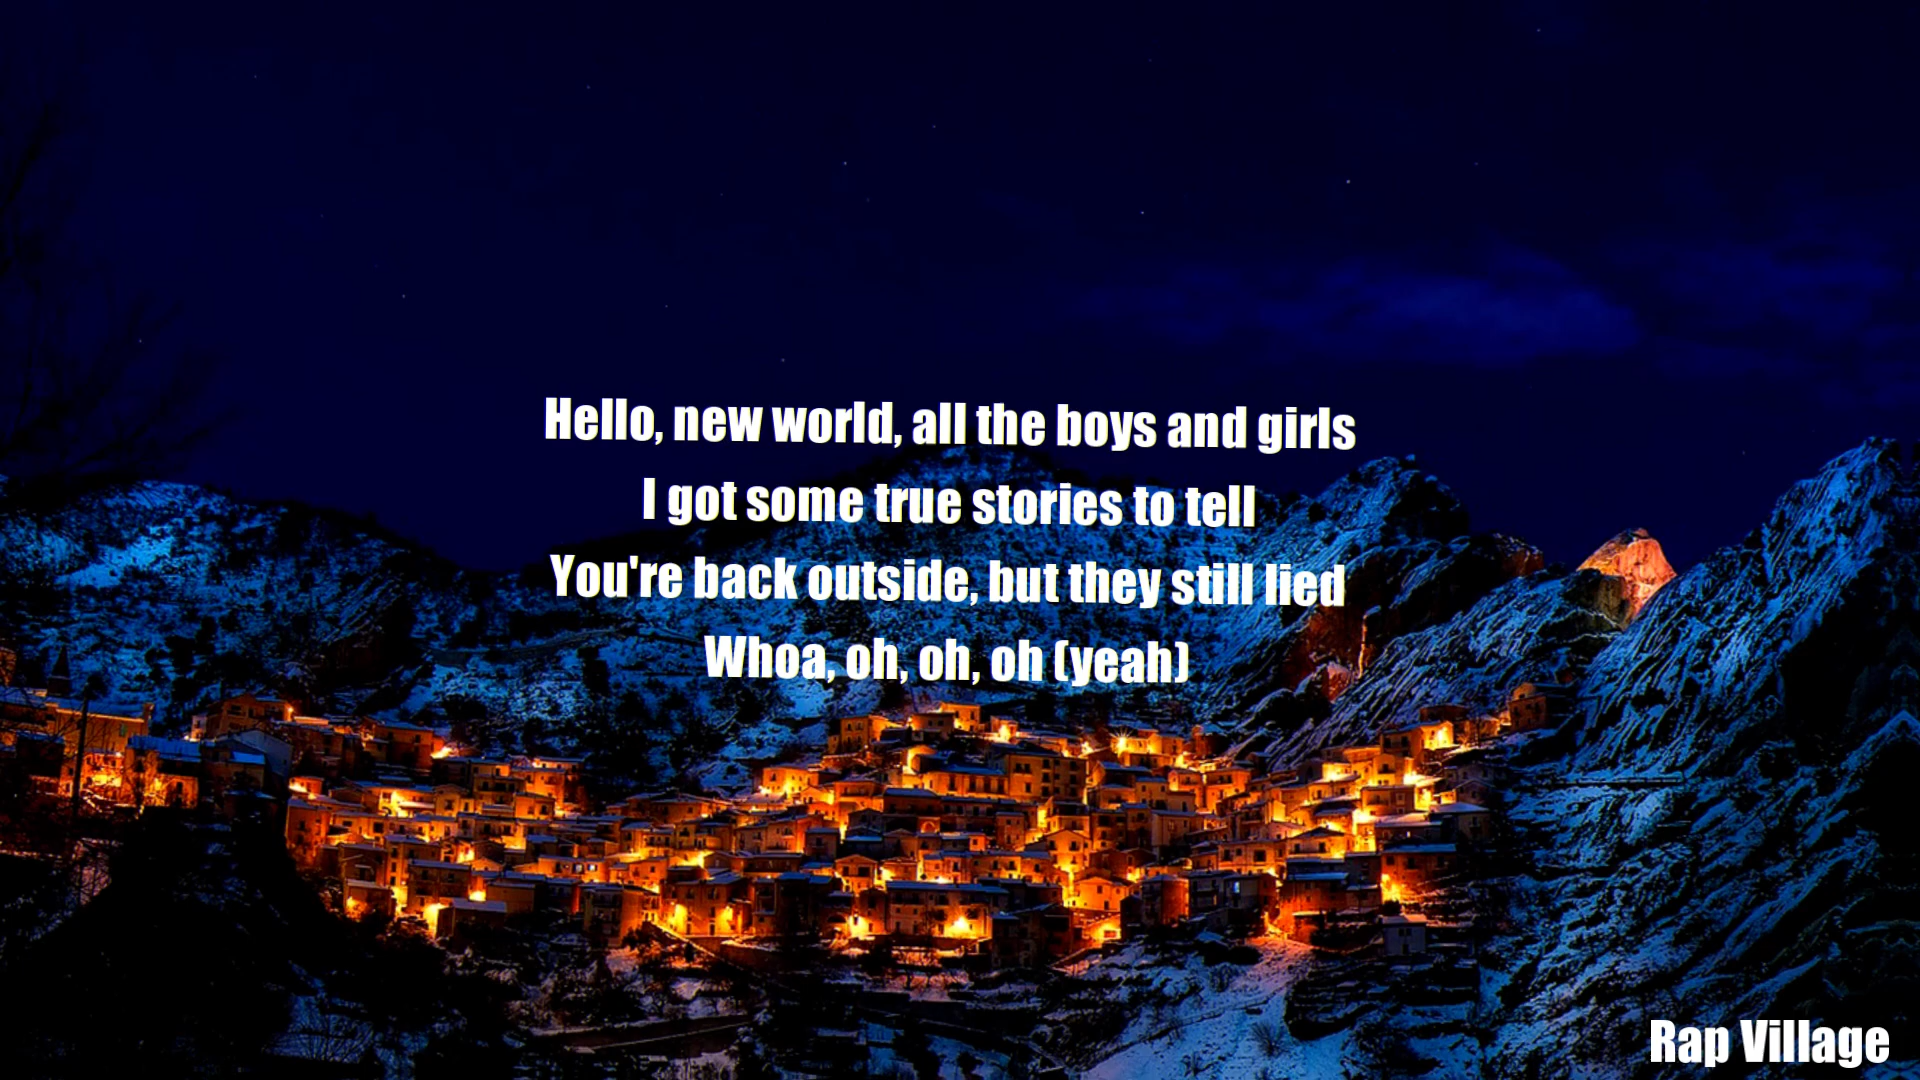 Hello, new world, all the boys and girls
I got some true stories to tell
You're back outside, but they still lied
Whoa, oh, oh, oh (yeah)
Rap Village